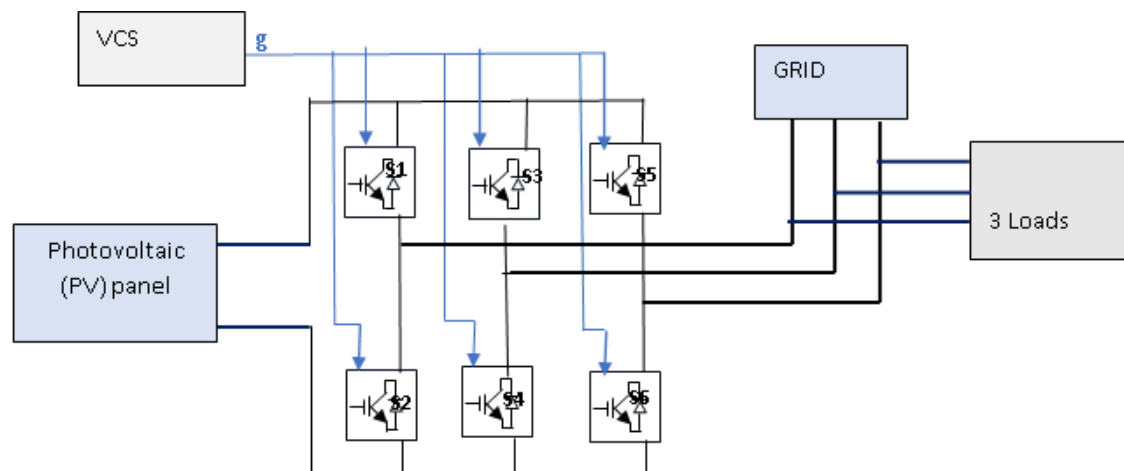 VCS
g
GRID
S1
S3
S5
3 Loads
Photovoltaic
(PV) panel
S2
S4
S6